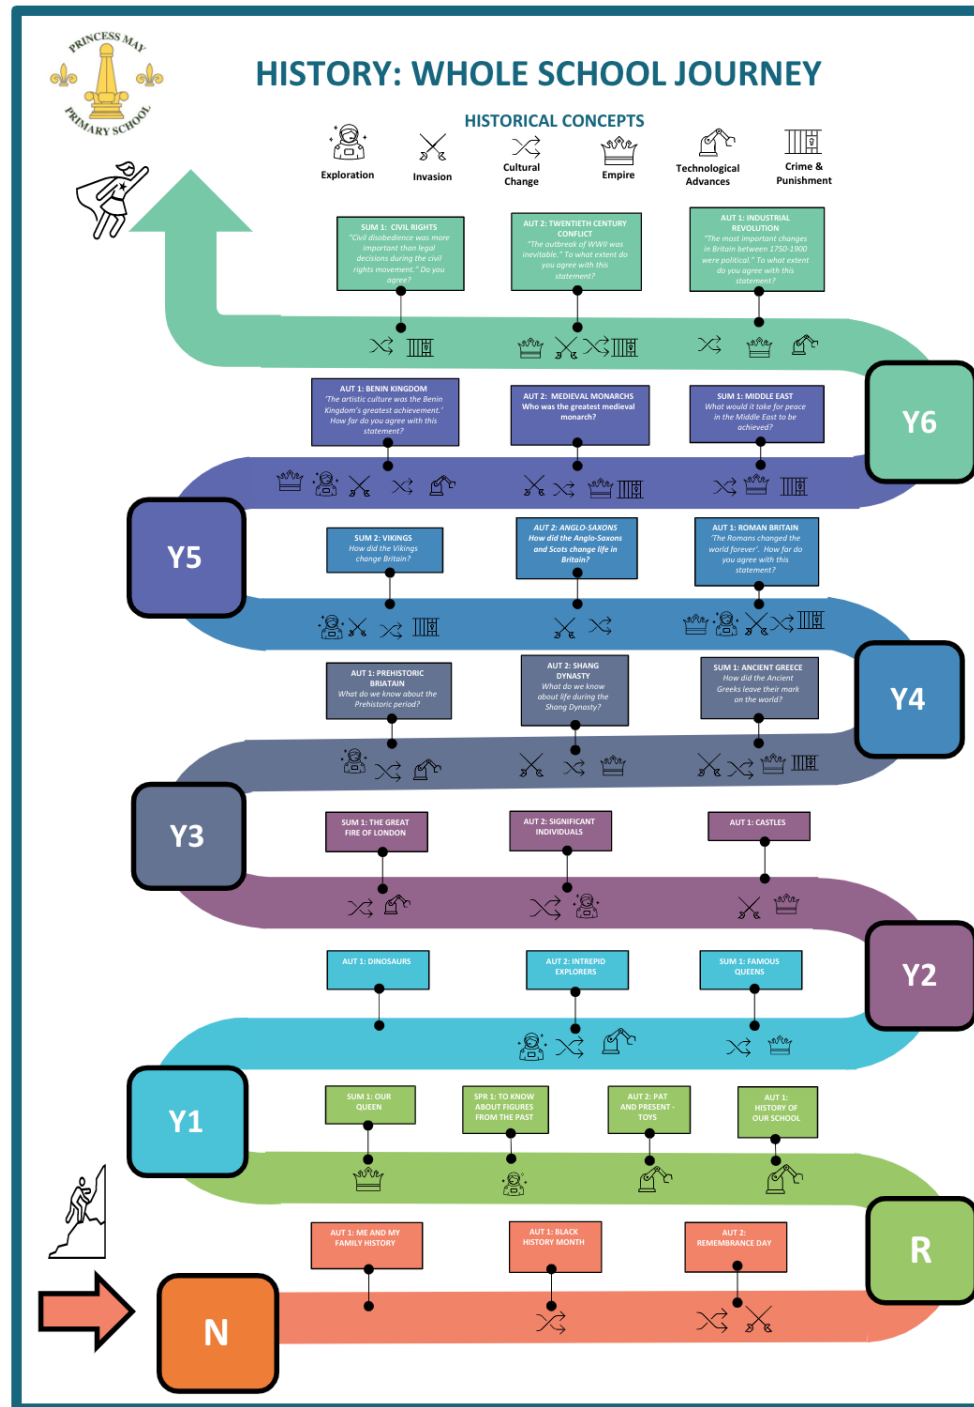 PRINCESS MAY
PRIMARY SCHOOL
HISTORY: WHOLE SCHOOL JOURNEY
HISTORICAL CONCEPTS
Exploration
Invasion
Cultural
Change
Empire
Technological
Advances
Crime &
Punishment
SUM 1: CIVIL RIGHTS
"Civil disobedience was more
important than legal
decisions during the civil
rights movement." Do you
agree?
AUT 2: TWENTIETH CENTURY
CONFLICT
"The outbreak of WWII was
inevitable." To what extent do
you agree with this
statement?
AUT 1: INDUSTRIAL
REVOLUTION
"The most important changes
in Britain between 1750-1900
were political." To what extent
do you agree with this
statement?
Y6
AUT 1: BENIN KINGDOM
'The artistic culture was the Benin
Kingdom's greatest achievement.'
How far do you agree with this
statement?
AUT 2: MEDIEVAL MONARCHS
Who was the greatest medieval
monarch?
SUM 1: MIDDLE EAST
What would it take for peace
in the Middle East to be
achieved?
Y5
SUM 2: VIKINGS
How did the Vikings
change Britain?
AUT 2: ANGLO-SAXONS
How did the Anglo-Saxons
and Scots change life in
Britain?
AUT 1: ROMAN BRITAIN
'The Romans changed the
world forever'. How far do
you agree with this
statement?
Y4
AUT 1: PREHISTORIC
BRIATAIN
What do we know about the
Prehistoric period?
AUT 2: SHANG
DYNASTY
What do we know
about life during the
Shang Dynasty?
SUM 1: ANCIENT GREECE
How did the Ancient
Greeks leave their mark
on the world?
Y3
SUM 1: THE GREAT
FIRE OF LONDON
AUT 2: SIGNIFICANT
INDIVIDUALS
AUT 1: CASTLES
Y2
AUT 1: DINOSAURS
AUT 2: INTREPID
EXPLORERS
SUM 1: FAMOUS
QUEENS
Y1
SUM 1: OUR
QUEEN
SPR 1: TO KNOW
ABOUT FIGURES
FROM THE PAST
AUT 2: PAT
AND PRESENT -
TOYS
AUT 1:
HISTORY OF
OUR SCHOOL
R
AUT 1: ME AND MY
FAMILY HISTORY
AUT 1: BLACK
HISTORY MONTH
AUT 2:
REMEMBRANCE DAY
N